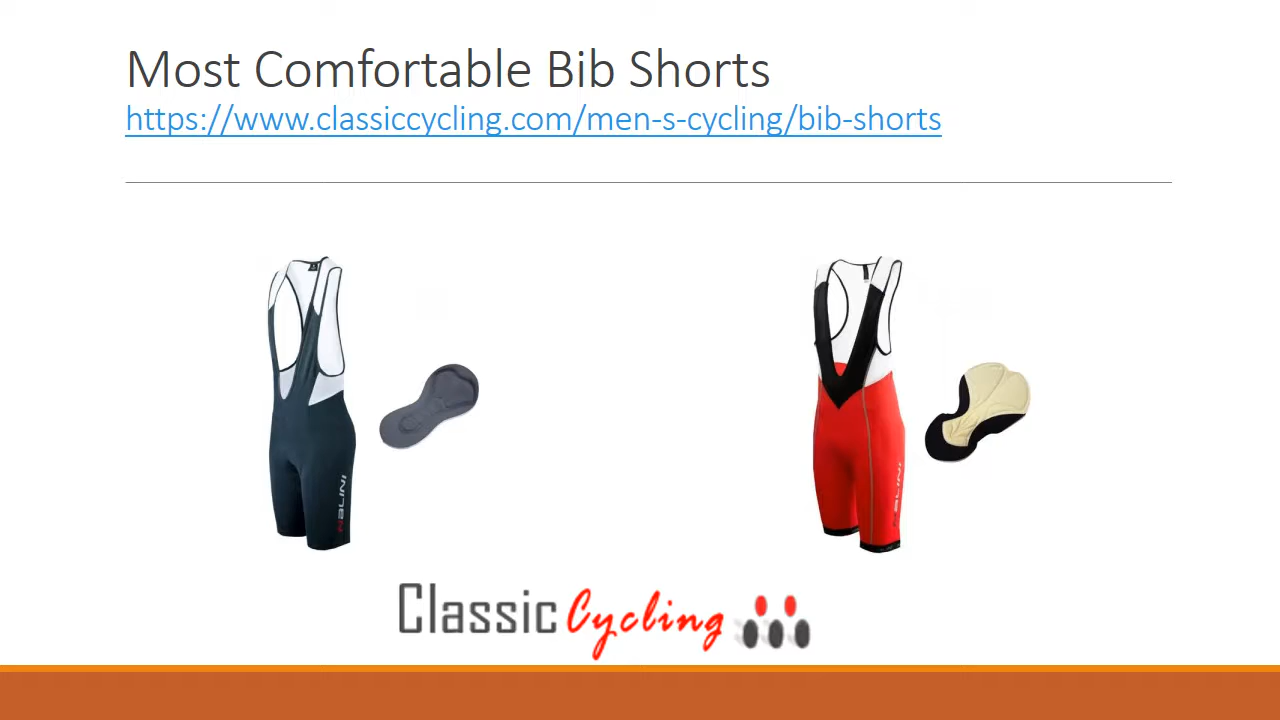 Most Comfortable Bib Shorts
https://www.classiccycling.com/men-s-cycling/bib-shorts
NALINI
NALINI
Classic Cycling